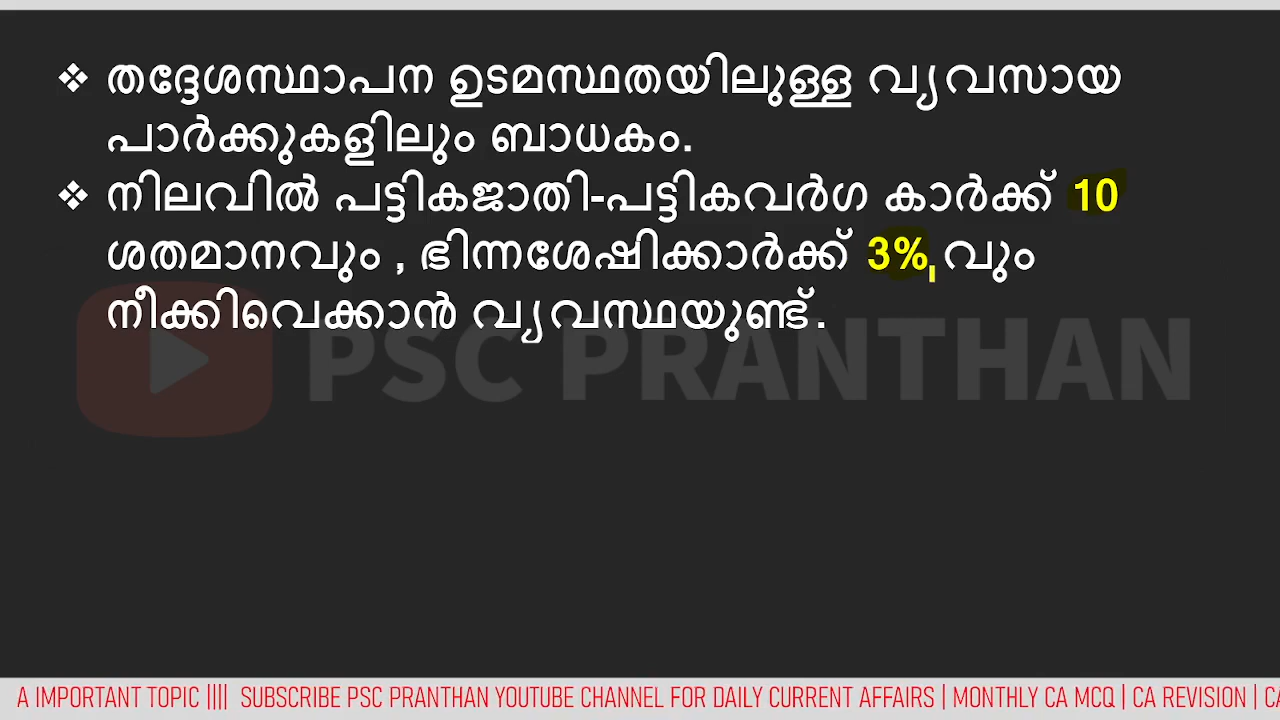 ❖ തദ്ദേശസ്ഥാപന ഉടമസ്ഥതയിലുള്ള വ്യവസായ
പാർക്കുകളിലും ബാധകം.
❖ നിലവിൽ പട്ടികജാതി-പട്ടികവർഗ കാർക്ക് 10
ശതമാനവും , ഭിന്നശേഷിക്കാർക്ക് 3% വും
നീക്കിവെക്കാൻ വ്യവസ്ഥയുണ്ട്.
PSC PRANTHAN
A IMPORTANT TOPIC |||| SUBSCRIBE PSC PRANTHAN YOUTUBE CHANNEL FOR DAILY CURRENT AFFAIRS | MONTHLY CA MCQ | CA REVISION | CA